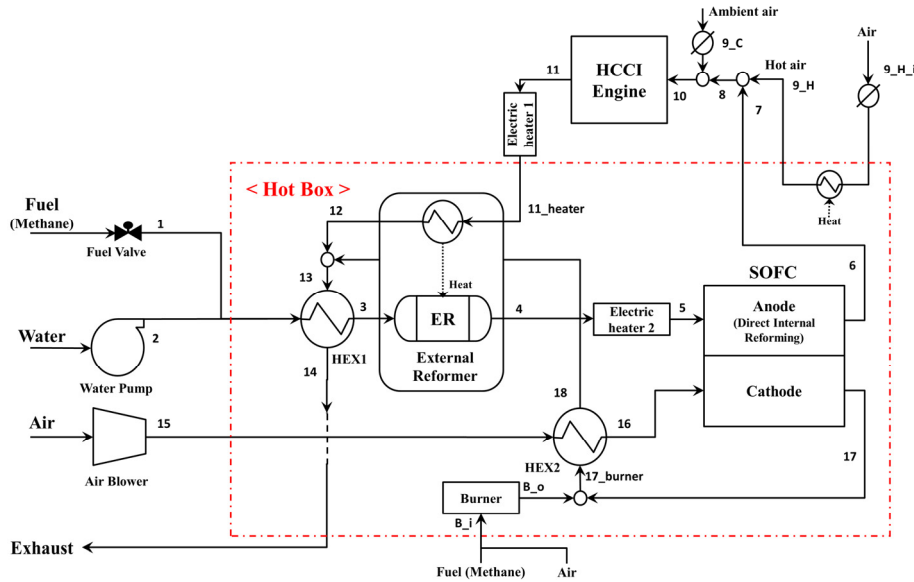 Ambient air
9_C
Air
9_H_i
HCCI
Engine
11
10
8
Hot air
9_H
7
Electric
heater 1
< Hot Box >
11_heater
Heat
Fuel
(Methane)
1
Fuel Valve
12
13
Heat
6
SOFC
Water
2
Water Pump
3
HEX1
ER
4
External
Reformer
Electric
heater 2
5
Anode
(Direct Internal
Reforming)
Cathode
14
18
Air
15
Air Blower
16
17
HEX2
17_burner
Burner
B_o
B_i
Exhaust
Fuel (Methane)
Air